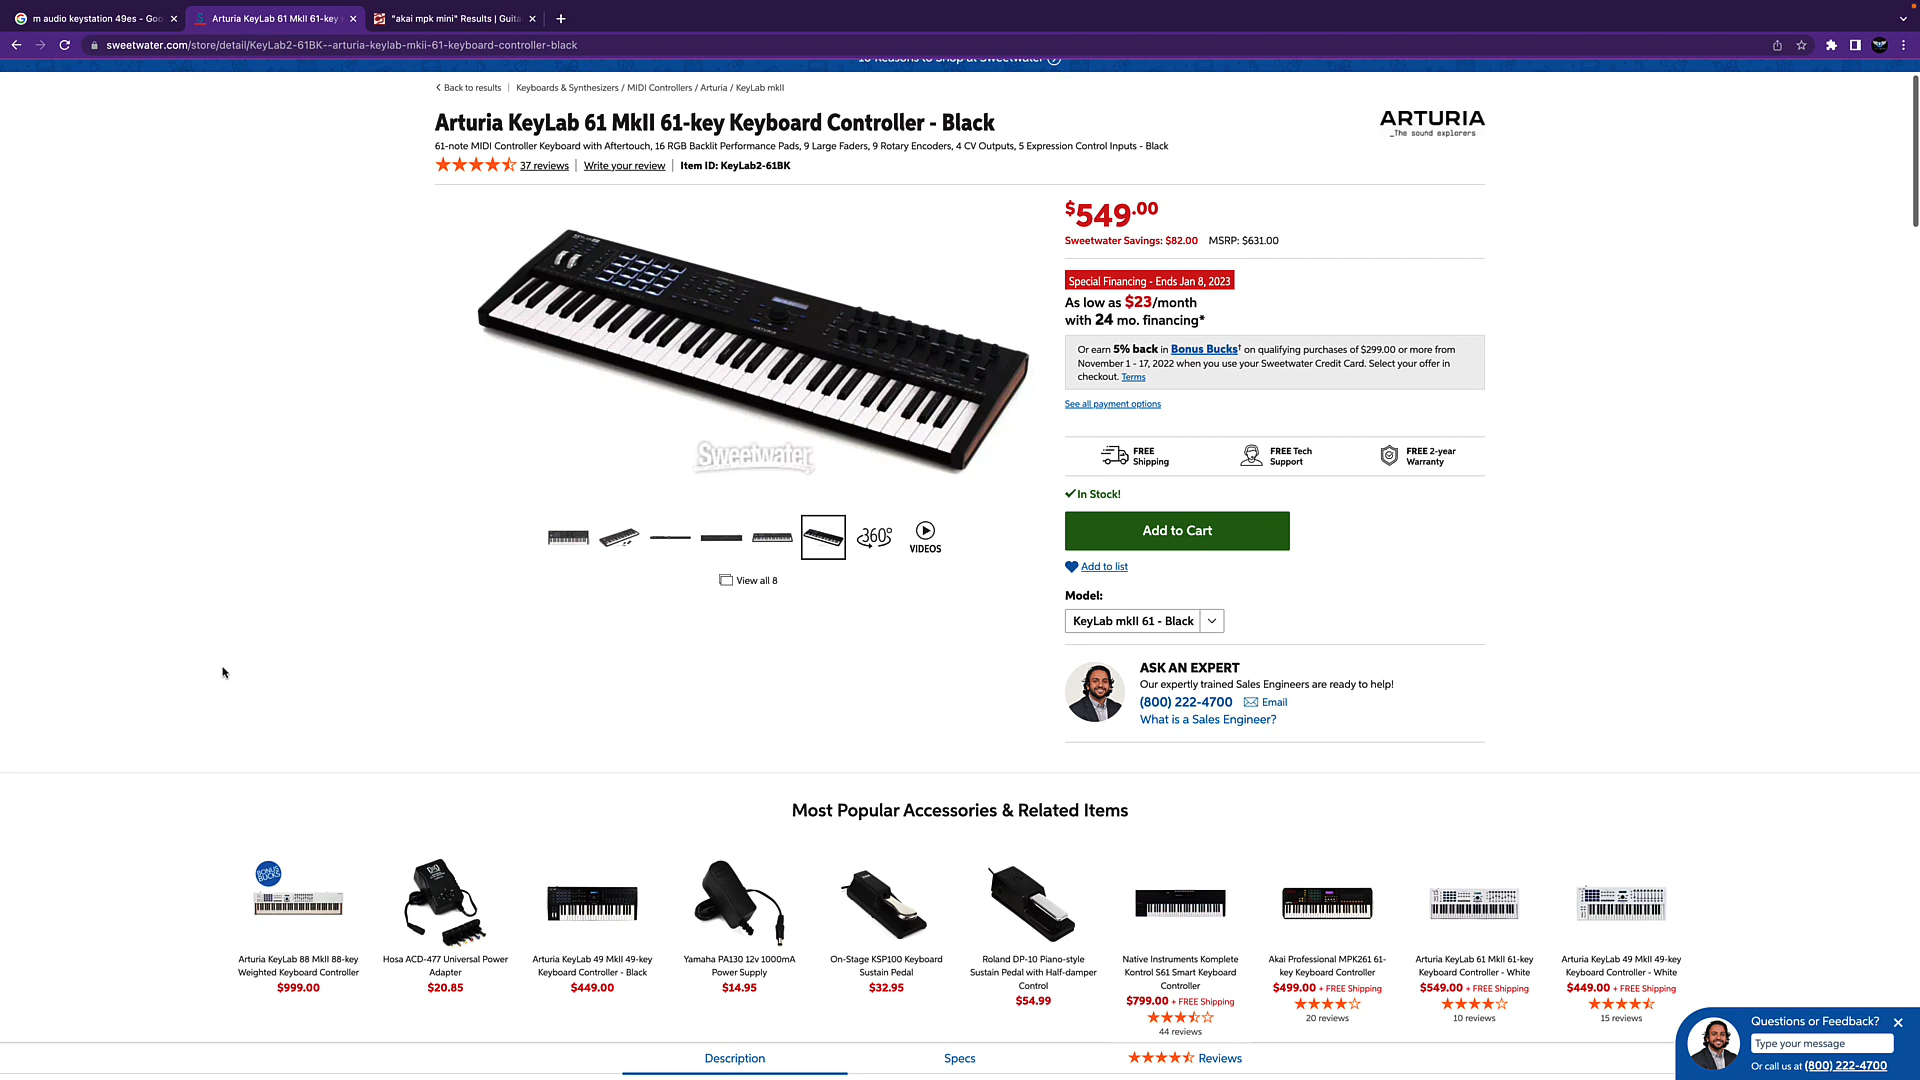 m audio keystation 49es - Goo
Arturia KeyLab 61 MkII 61-key
"akai mpk mini" Results | Guita
sweetwater.com/store/detail/KeyLab2-61BK--arturia-keylab-mkii-61-keyboard-controller-black
10 Reasons to Shop at Sweetwater
Back to results | Keyboards & Synthesizers / MIDI Controllers / Arturia / KeyLab mkII
Arturia KeyLab 61 MkII 61-key Keyboard Controller - Black
ARTURIA
_The sound explorers
61-note MIDI Controller Keyboard with Aftertouch, 16 RGB Backlit Performance Pads, 9 Large Faders, 9 Rotary Encoders, 4 CV Outputs, 5 Expression Control Inputs - Black
37 reviews | Write your review | Item ID: KeyLab2-61BK
$549.00
Sweetwater Savings: $82.00 MSRP: $631.00
Special Financing - Ends Jan 8, 2023
As low as $23/month
with 24 mo. financing*
Or earn 5% back in Bonus Bucks† on qualifying purchases of $299.00 or more from
November 1 - 17, 2022 when you use your Sweetwater Credit Card. Select your offer in
checkout. Terms
See all payment options
FREE
Shipping
FREE Tech
Support
FREE 2-year
Warranty
In Stock!
Add to Cart
Add to list
Model:
KeyLab mkII 61 - Black
ARTURIA
Sweetwater
360°
VIDEOS
View all 8
ASK AN EXPERT
Our expertly trained Sales Engineers are ready to help!
(800) 222-4700 Email
What is a Sales Engineer?
Most Popular Accessories & Related Items
BONUS
BUCKS
Arturia KeyLab 88 MkII 88-key
Weighted Keyboard Controller
$999.00
Hosa ACD-477 Universal Power
Adapter
$20.85
Arturia KeyLab 49 MkII 49-key
Keyboard Controller - Black
$449.00
Yamaha PA130 12v 1000mA
Power Supply
$14.95
On-Stage KSP100 Keyboard
Sustain Pedal
$32.95
Roland DP-10 Piano-style
Sustain Pedal with Half-damper
Control
$54.99
Native Instruments Komplete
Kontrol S61 Smart Keyboard
Controller
$799.00 + FREE Shipping
44 reviews
Akai Professional MPK261 61-
key Keyboard Controller
$499.00 + FREE Shipping
20 reviews
Arturia KeyLab 61 MkII 61-key
Keyboard Controller - White
$549.00 + FREE Shipping
10 reviews
Arturia KeyLab 49 MkII 49-key
Keyboard Controller - White
$449.00 + FREE Shipping
15 reviews
Description
Specs
Reviews
Questions or Feedback?
Type your message
Or call us at (800) 222-4700